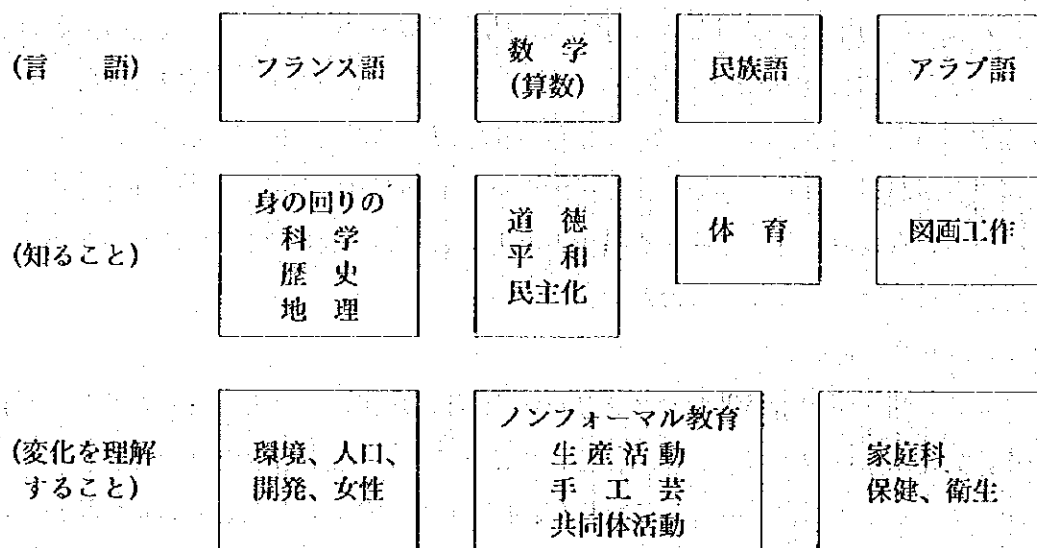 (言　語)
フランス語
数　学
(算数)
民族語
アラブ語
(知ること)
身の回りの
科　学
歴　史
地　理
道　徳
平　和
民主化
体　育
図画工作
(変化を理解
すること)
環境、人口、
開発、女性
ノンフォーマル教育
生産活動
手　工　芸
共同体活動
家庭科
保健、衛生